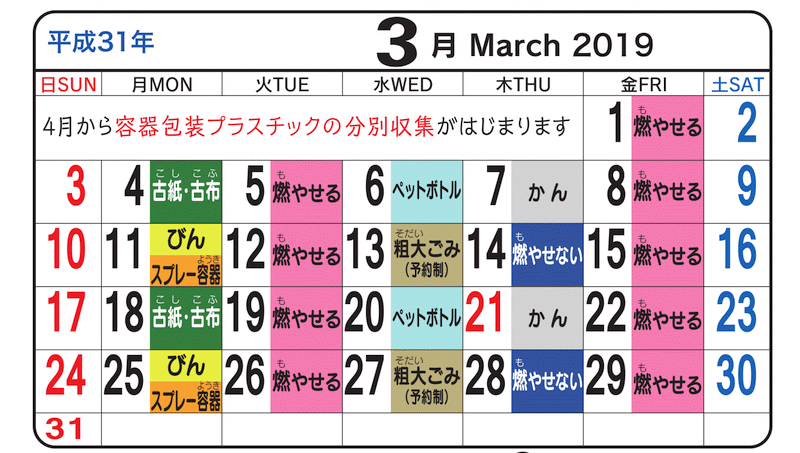 平成31年 3月 March 2019
日SUN 月MON 火TUE 水WED 木THU 金FRI 土SAT
4月から容器包装プラスチックの分別収集がはじまります 1 燃やせる 2
も
3 4 古紙・古布 5 燃やせる 6 ペットボトル 7 かん 8 燃やせる 9
こし こふ も も
10 11 びん スプレー容器 12 燃やせる 13 粗大ごみ (予約制) 14 燃やせない 15 燃やせる 16
ようき も そだい も も
17 18 古紙・古布 19 燃やせる 20 ペットボトル 21 かん 22 燃やせる 23
こし こふ も も
24 25 びん スプレー容器 26 燃やせる 27 粗大ごみ (予約制) 28 燃やせない 29 燃やせる 30
ようき も そだい も も
31